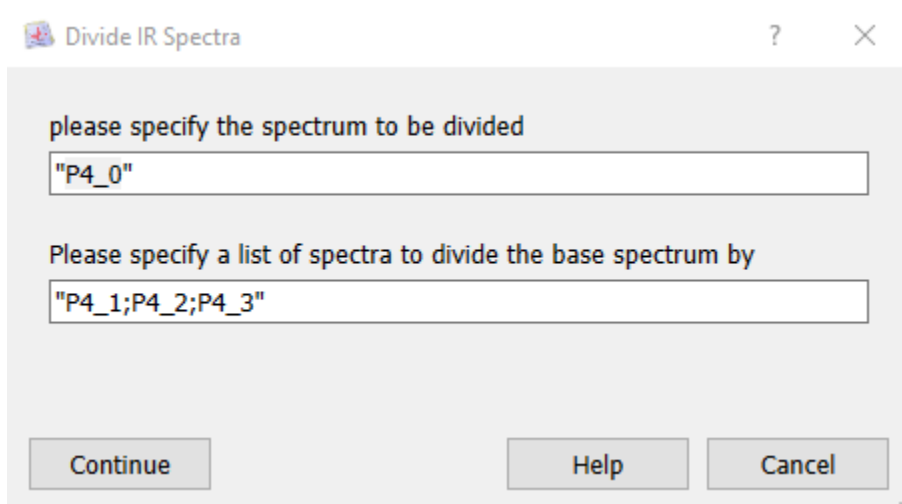 Divide IR Spectra ?
please specify the spectrum to be divided
"P4_0"
Please specify a list of spectra to divide the base spectrum by
"P4_1;P4_2;P4_3"
Continue Help Cancel